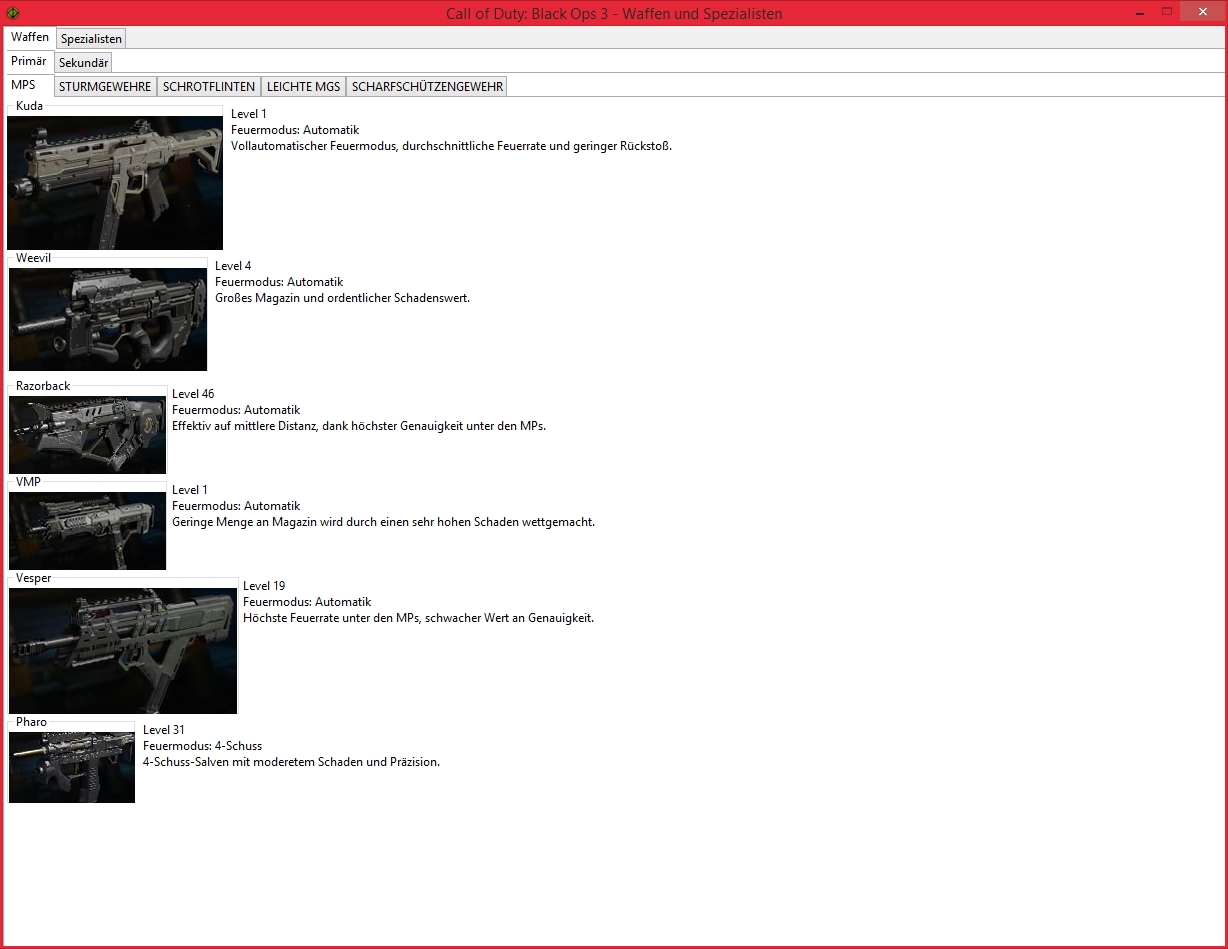 Call of Duty: Black Ops 3 - Waffen und Spezialisten
Waffen Spezialisten
Primär Sekundär
MPS STURMGEWEHRE SCHROTFLINTEN LEICHTE MGS SCHARFSCHÜTZENGEWEHR
Kuda
Level 1
Feuermodus: Automatik
Vollautomatischer Feuermodus, durchschnittliche Feuerrate und geringer Rückstoß.
Weevil
Level 4
Feuermodus: Automatik
Großes Magazin und ordentlicher Schadenswert.
Razorback
Level 46
Feuermodus: Automatik
Effektiv auf mittlere Distanz, dank höchster Genauigkeit unter den MPs.
VMP
Level 1
Feuermodus: Automatik
Geringe Menge an Magazin wird durch einen sehr hohen Schaden wettgemacht.
Vesper
Level 19
Feuermodus: Automatik
Höchste Feuerrate unter den MPs, schwacher Wert an Genauigkeit.
Pharo
Level 31
Feuermodus: 4-Schuss
4-Schuss-Salven mit moderetem Schaden und Präzision.